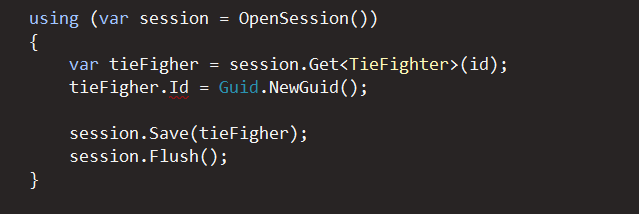 using (var session = OpenSession())
{
var tieFigher = session.Get<TieFighter>(id);
tieFigher.Id = Guid.NewGuid();
session.Save(tieFigher);
session.Flush();
}